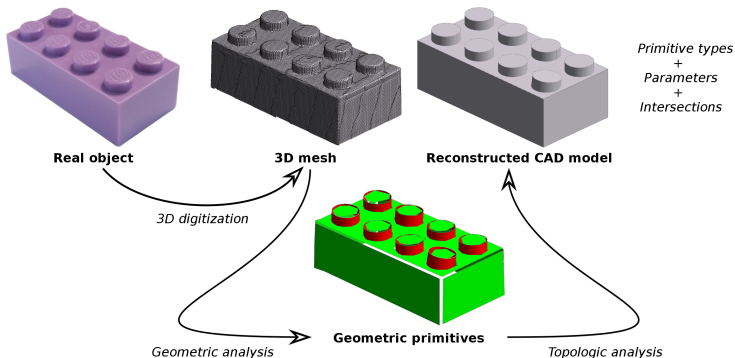 Primitive types
+
Parameters
+
Intersections
Real object
3D mesh
Reconstructed CAD model
3D digitization
Geometric primitives
Geometric analysis
Topologic analysis